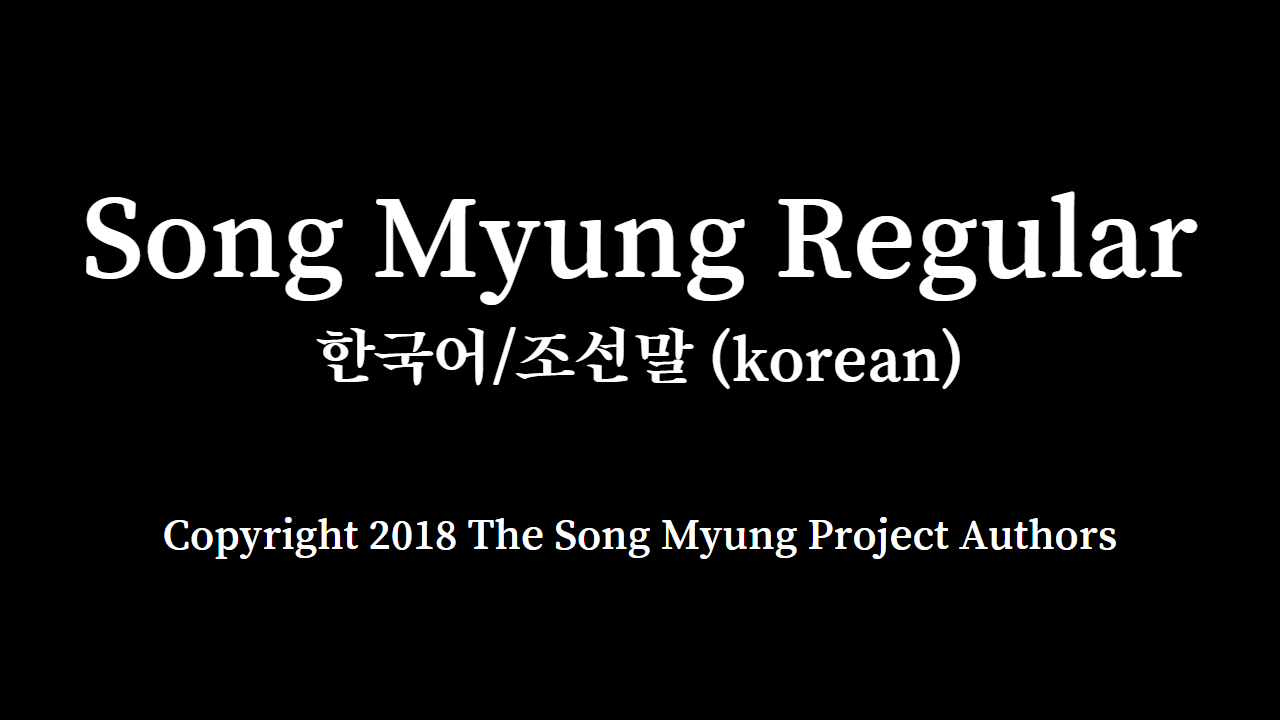 Song Myung Regular
한국어/조선말 (korean)
Copyright 2018 The Song Myung Project Authors